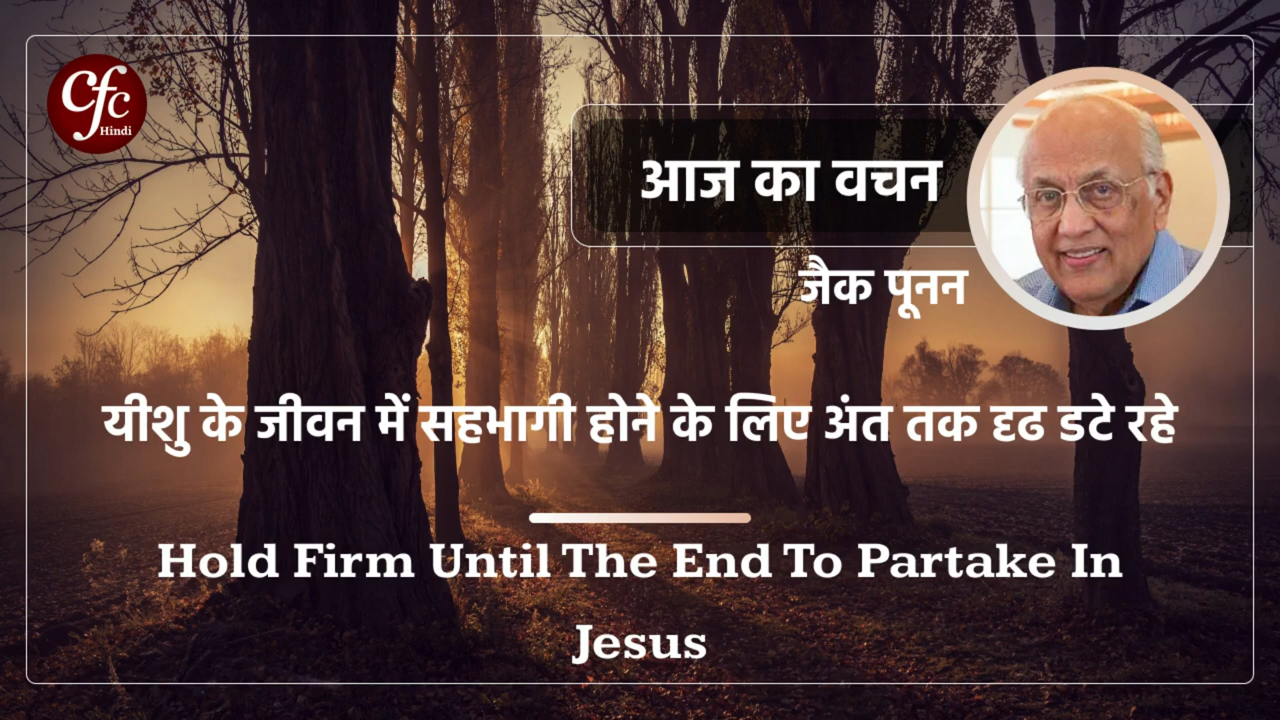 cfc
Hindi
आज का वचन
जैक पूनन
यीशु के जीवन में सहभागी होने के लिए अंत तक दृढ डटे रहे
Hold Firm Until The End To Partake In
Jesus